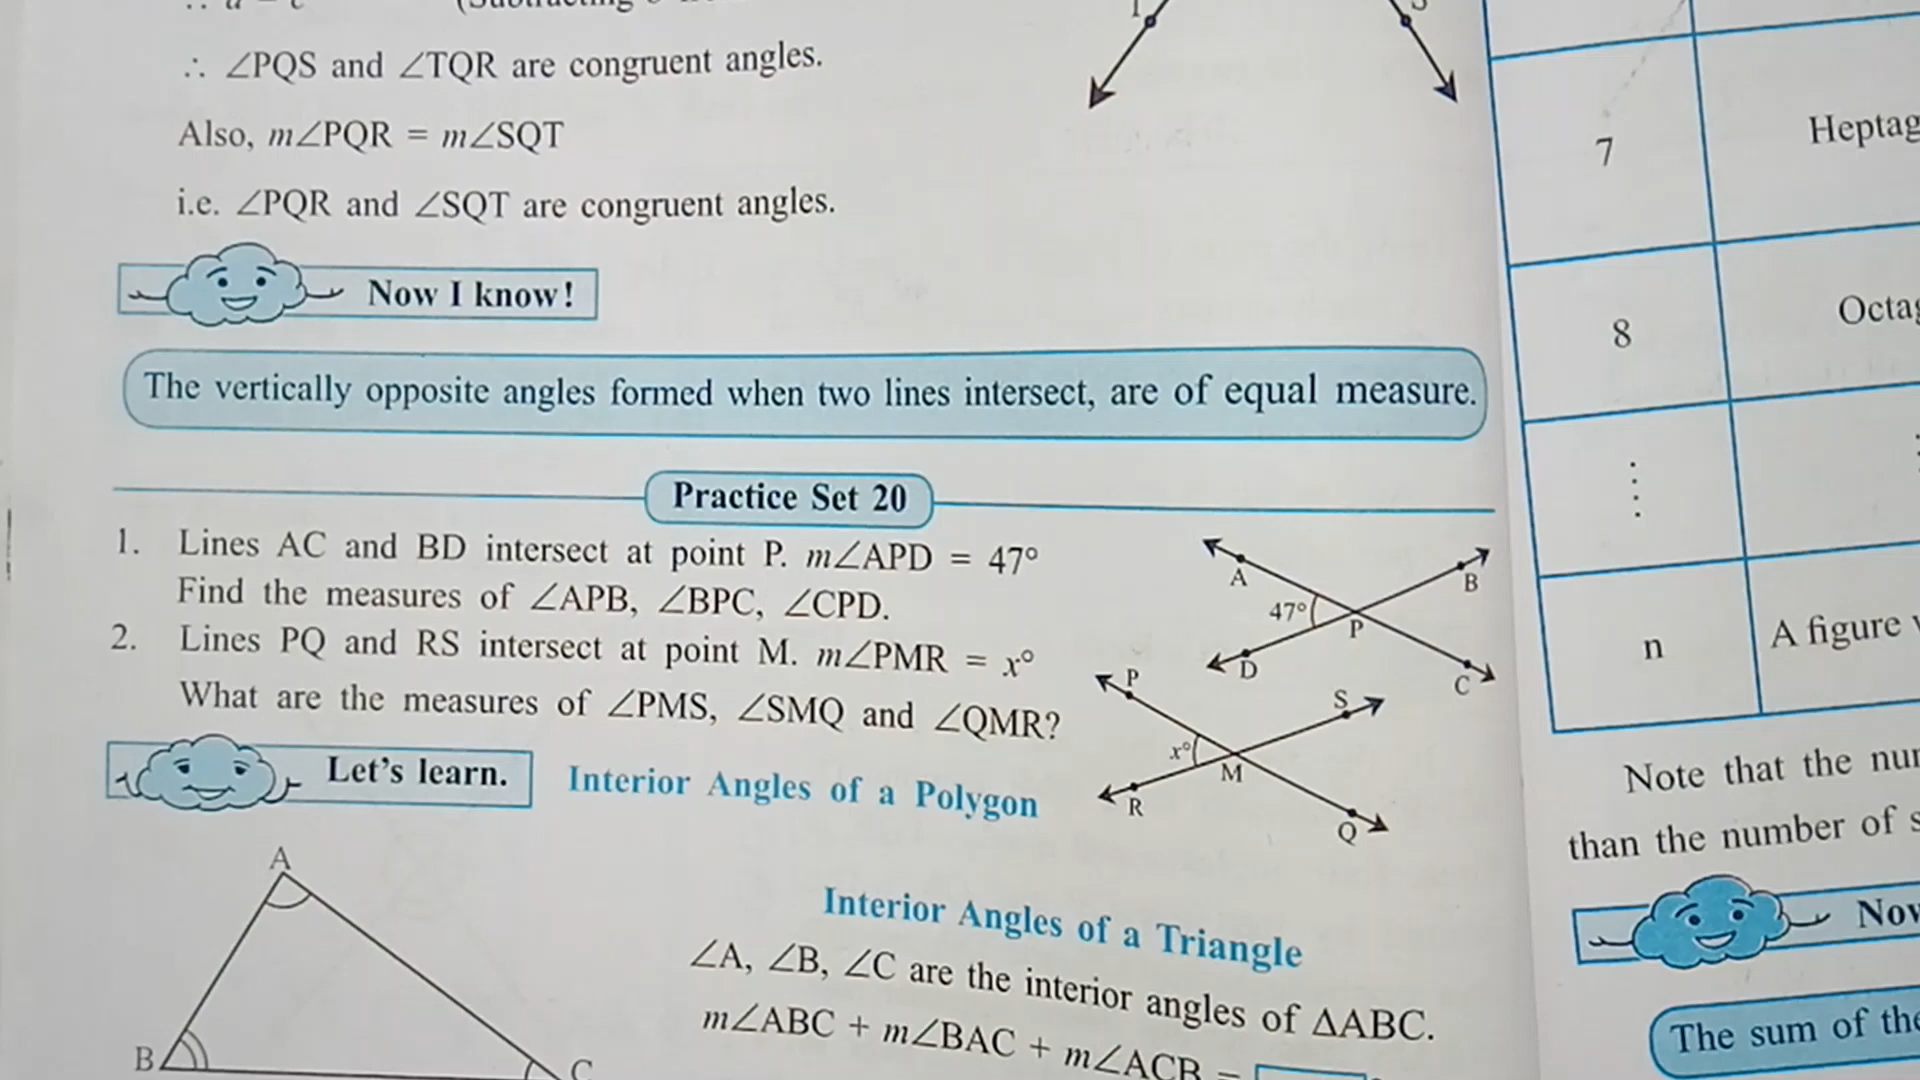 ∴ ∠PQS and ∠TQR are congruent angles.
Also, m∠PQR = m∠SQT
i.e. ∠PQR and ∠SQT are congruent angles.
Now I know!
The vertically opposite angles formed when two lines intersect, are of equal measure.
Practice Set 20
1. Lines AC and BD intersect at point P. m∠APD = 47°
Find the measures of ∠APB, ∠BPC, ∠CPD.
2. Lines PQ and RS intersect at point M. m∠PMR = x°
What are the measures of ∠PMS, ∠SMQ and ∠QMR?
A
B
47°
P
D
C
P
S
x°
M
R
Q
Let's learn.
Interior Angles of a Polygon
A
B
C
Interior Angles of a Triangle
∠A, ∠B, ∠C are the interior angles of ΔABC.
m∠ABC + m∠BAC + m∠ACB =
7
8 
⋮
n A figure
Note that the
than the number of
The sum of